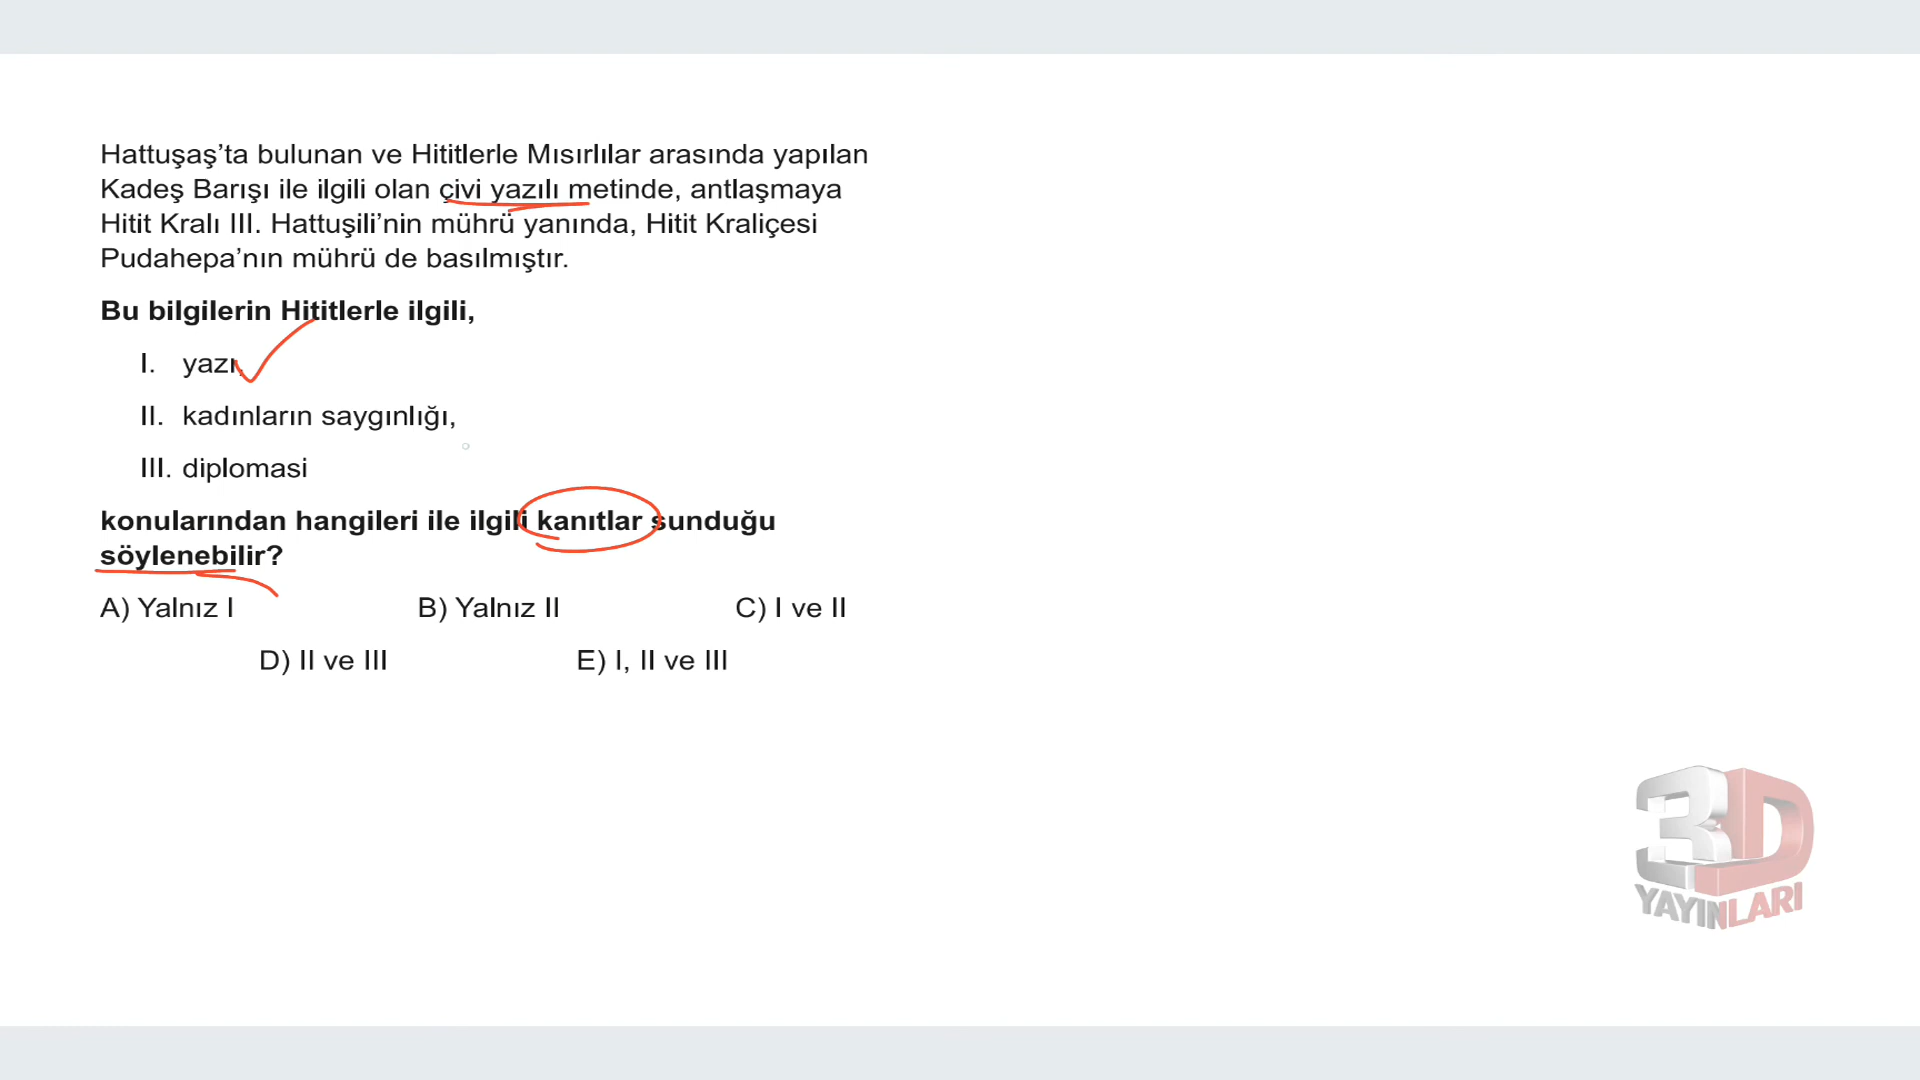 Hattuşaş’ta bulunan ve Hititlerle Mısırlılar arasında yapılan
Kadeş Barışı ile ilgili olan çivi yazılı metinde, antlaşmaya
Hitit Kralı III. Hattuşili’nin mührü yanında, Hitit Kraliçesi
Pudahepa’nın mührü de basılmıştır.
Bu bilgilerin Hititlerle ilgili,
I. yazı,
II. kadınların saygınlığı,
III. diplomasi
konularından hangileri ile ilgili kanıtlar sunduğu
söylenebilir?
A) Yalnız I B) Yalnız II C) I ve II
D) II ve III E) I, II ve III
3D
YAYINLARI